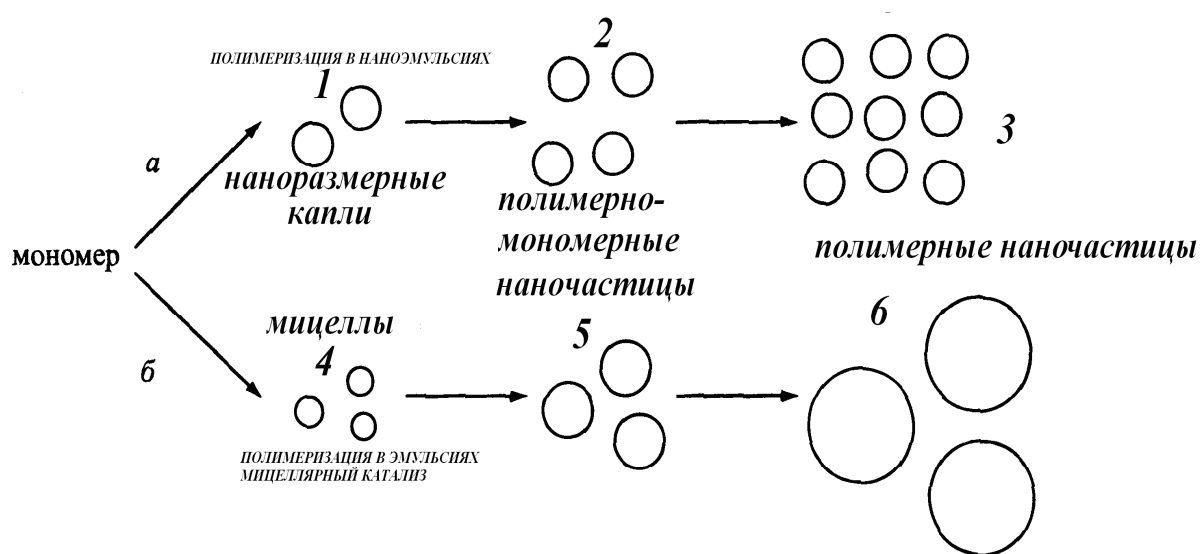 ПОЛИМЕРИЗАЦИЯ В НАНОЭМУЛЬСИЯХ
1
2
3
а
наноразмерные
капли
полимерно-
мономерные
наночастицы
мономер
полимерные наночастицы
б
мицеллы
4
5
6
ПОЛИМЕРИЗАЦИЯ В ЭМУЛЬСИЯХ
МИЦЕЛЛЯРНЫЙ КАТАЛИЗ